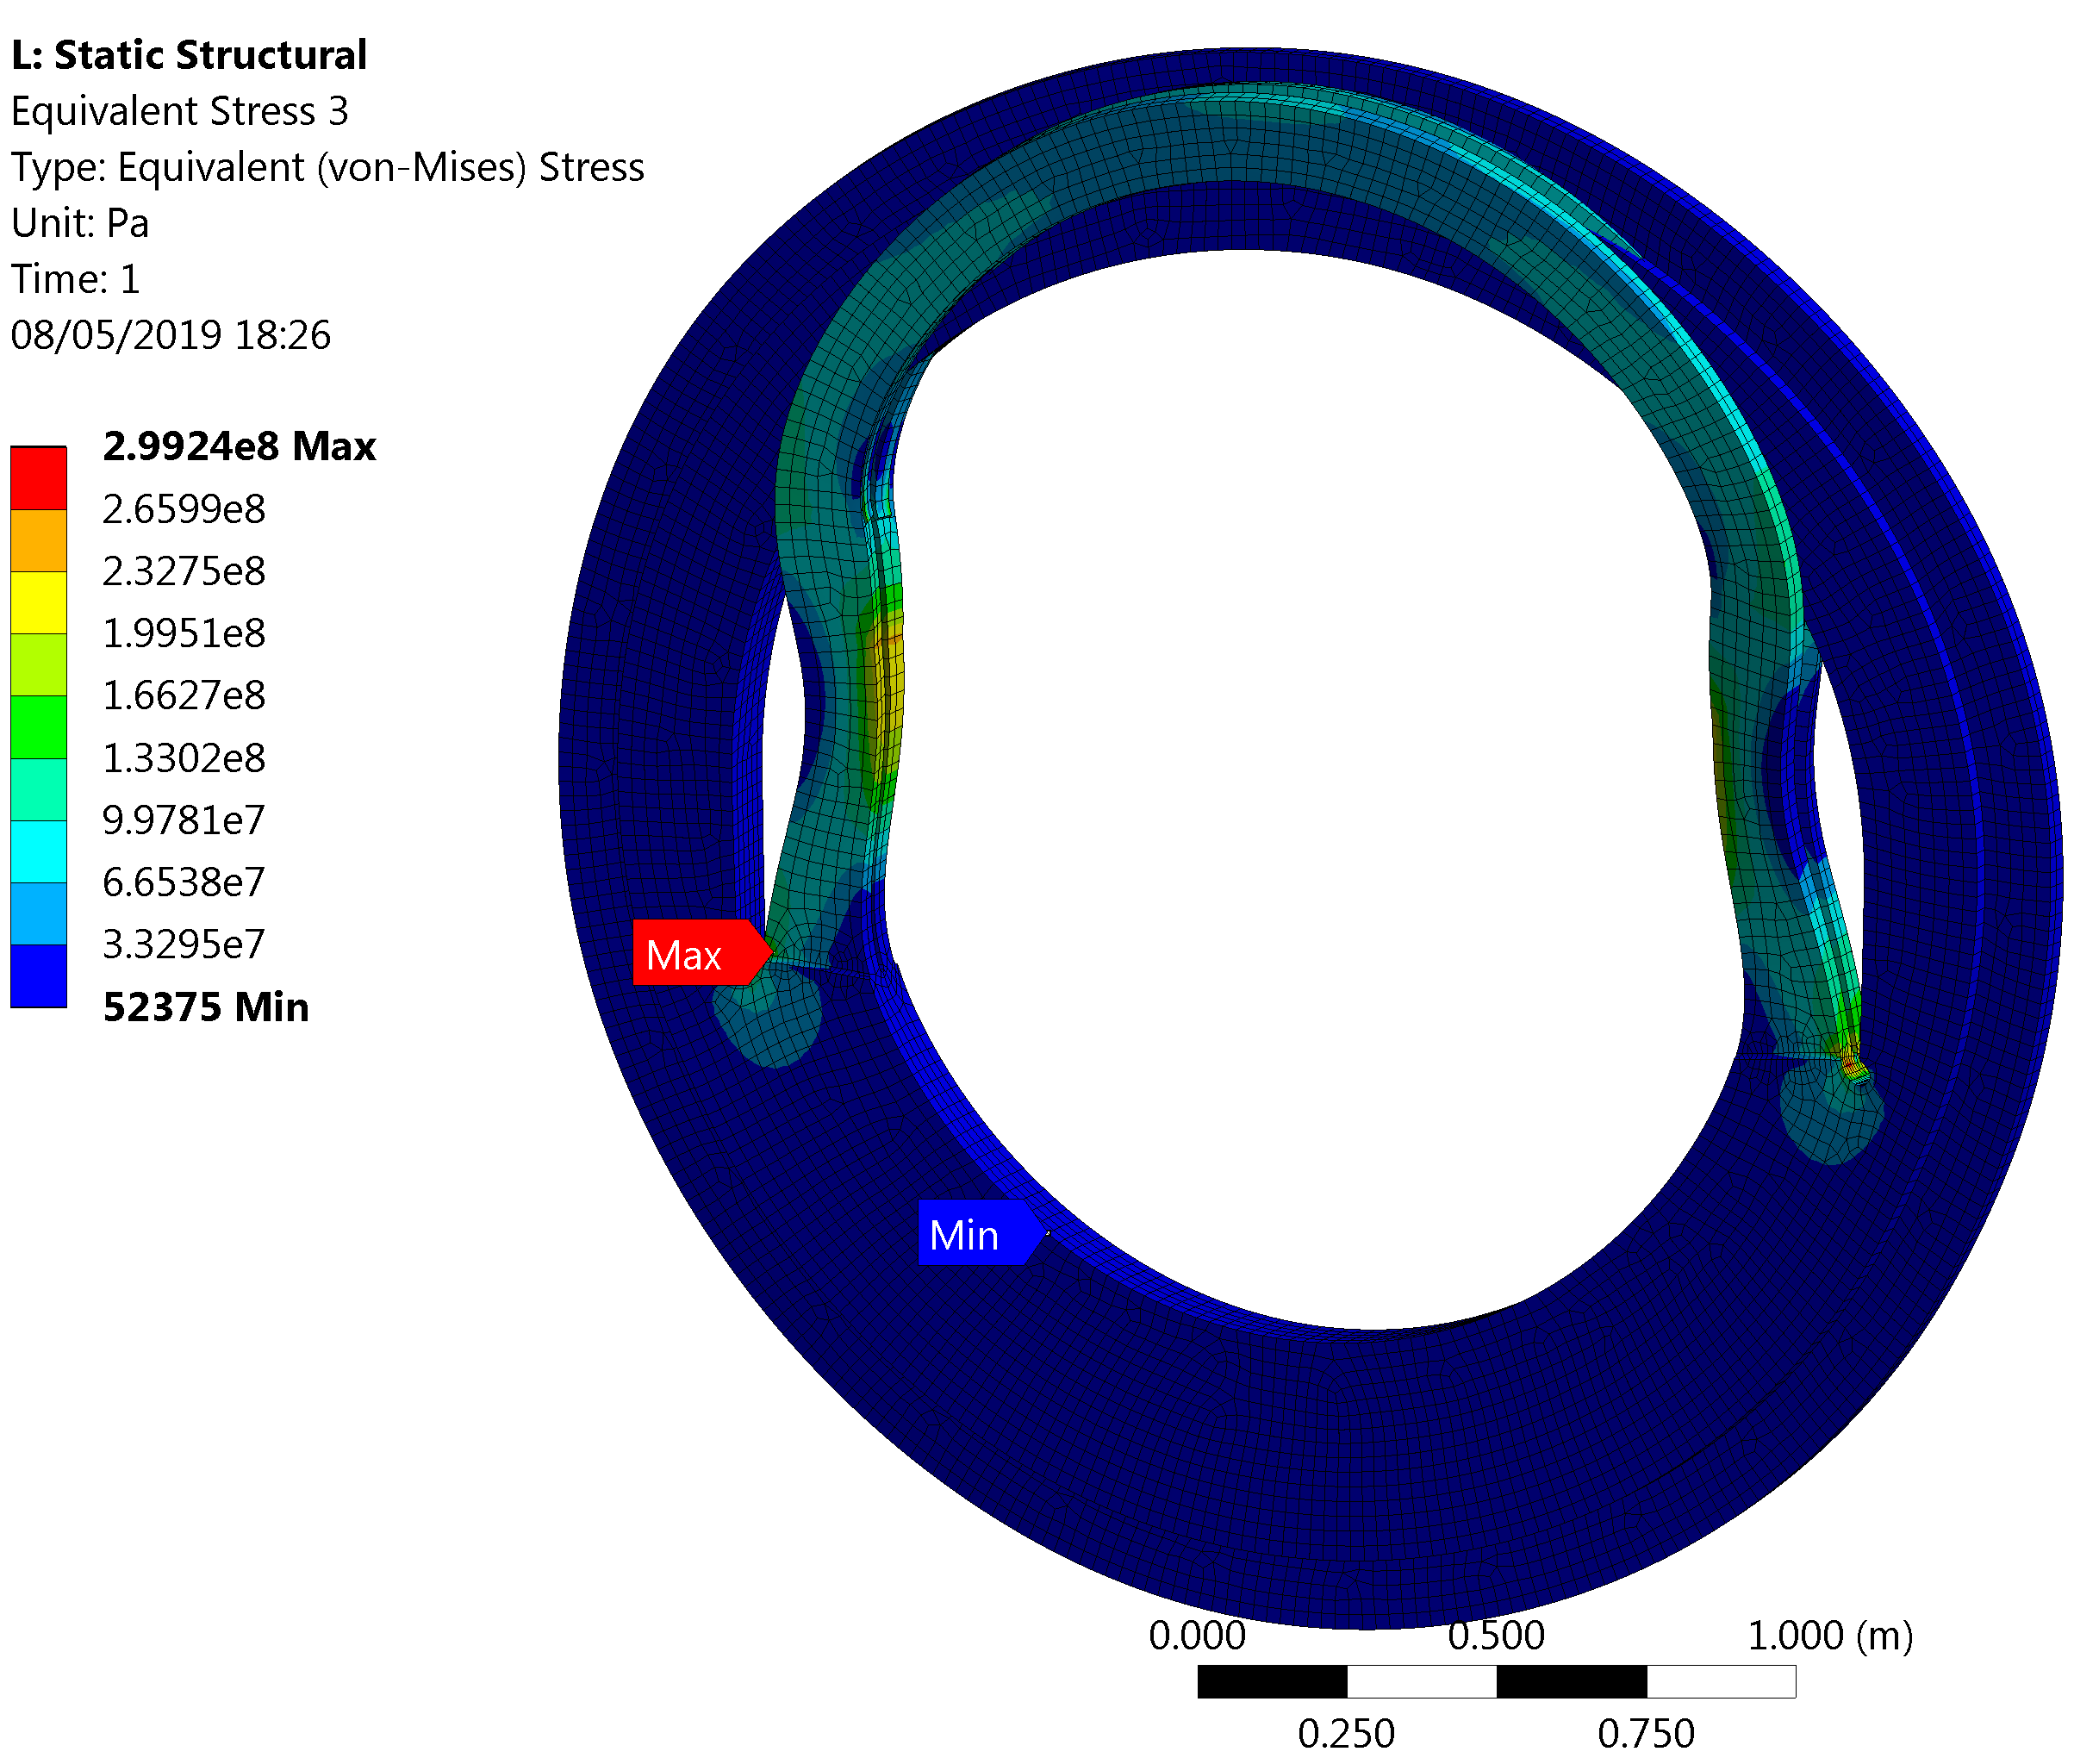 L: Static Structural
Equivalent Stress 3
Type: Equivalent (von-Mises) Stress
Unit: Pa
Time: 1
08/05/2019 18:26
2.9924e8 Max
2.6599e8
2.3275e8
1.9951e8
1.6627e8
1.3302e8
9.9781e7
6.6538e7
3.3295e7
52375 Min
Max
Min
0.000 0.500 1.000 (m)
0.250 0.750